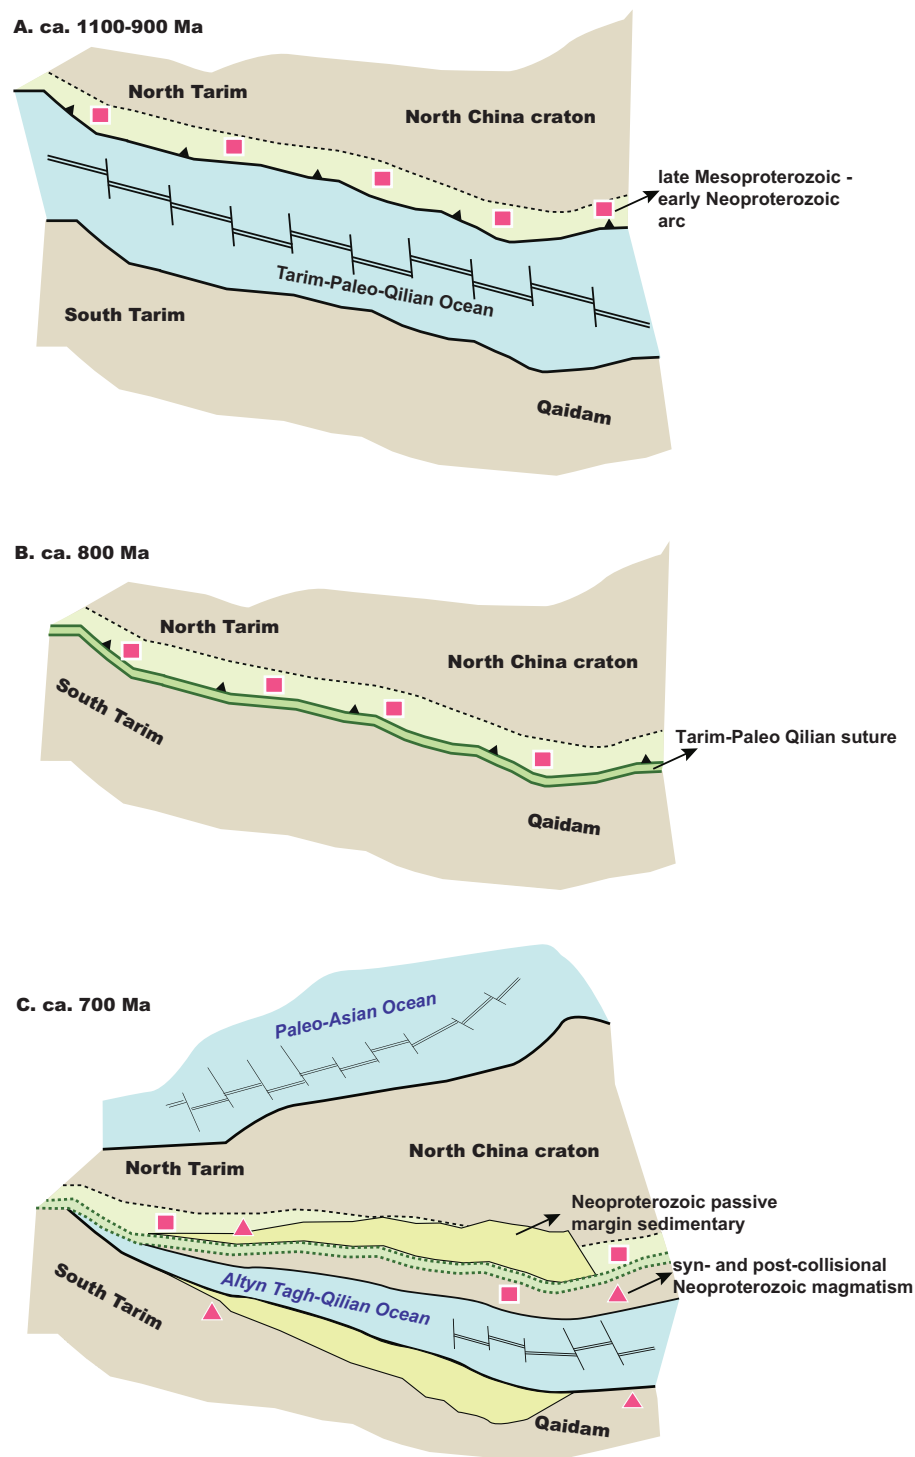 A. ca. 1100-900 Ma
North Tarim
North China craton
late Mesoproterozoic -
early Neoproterozoic
arc
Tarim-Paleo-Qilian Ocean
South Tarim
Qaidam
B. ca. 800 Ma
North Tarim
North China craton
South Tarim
Tarim-Paleo Qilian suture
Qaidam
C. ca. 700 Ma
Paleo-Asian Ocean
North China craton
North Tarim
Neoproterozoic passive
margin sedimentary
syn- and post-collisional
Neoproterozoic magmatism
Altyn Tagh-Qilian Ocean
South Tarim
Qaidam